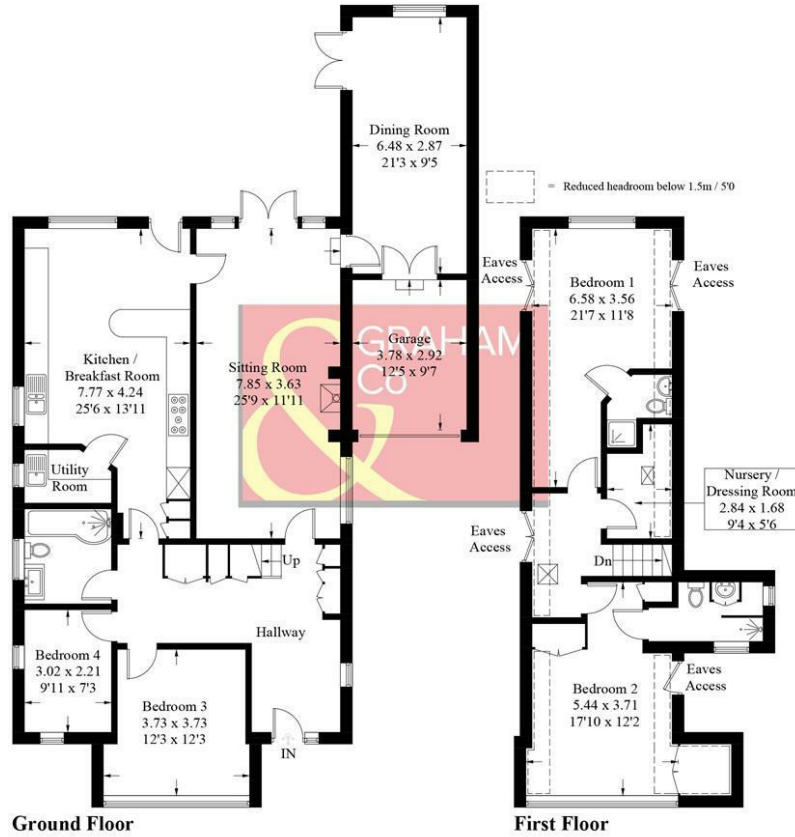 Dining Room
6.48 x 2.87
21'3 x 9'5
= Reduced headroom below 1.5m / 5'0
Eaves
Access
Bedroom 1
6.58 x 3.56
21'7 x 11'8
Eaves
Access
Kitchen /
Breakfast Room
7.77 x 4.24
25'6 x 13'11
Sitting Room
7.85 x 3.63
25'9 x 11'11
Garage
3.78 x 2.92
12'5 x 9'7
&
GRAHAM
CO
Utility
Room
Nursery /
Dressing Room
2.84 x 1.68
9'4 x 5'6
Eaves
Access
Up
Dn
Hallway
Bedroom 4
3.02 x 2.21
9'11 x 7'3
Bedroom 3
3.73 x 3.73
12'3 x 12'3
IN
Eaves
Access
Bedroom 2
5.44 x 3.71
17'10 x 12'2
Ground Floor
First Floor